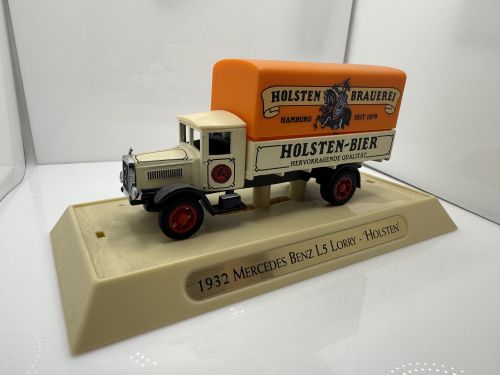 HOLSTEN BRAUEREI
HAMBURG SEIT 1879
HOLSTEN-BIER
HERVORRAGENDE QUALITÄT
1932 MERCEDES BENZ L5 LORRY - 'HOLSTEN'